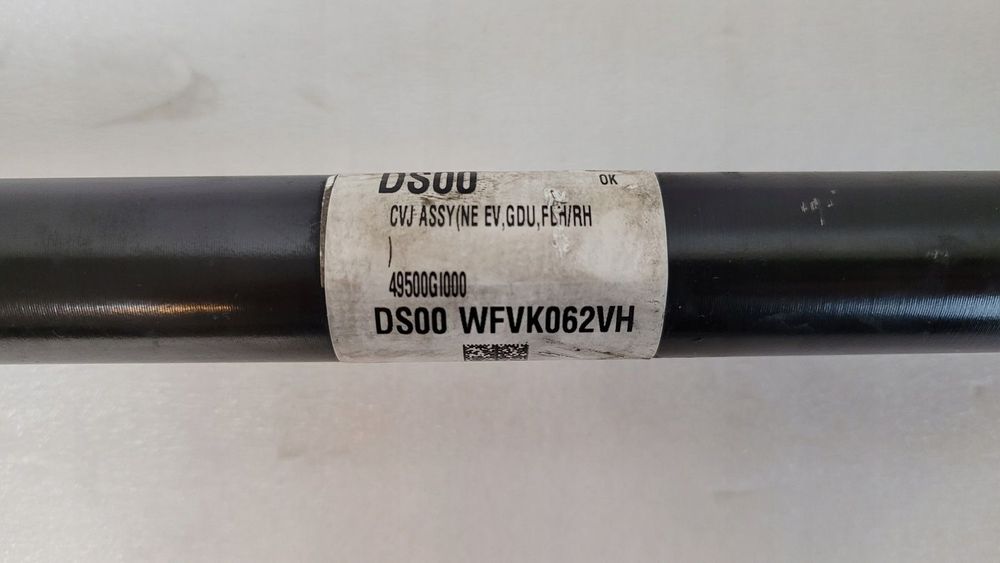 DS00 OK
CVJ ASSY(NE EV,GDU,FLH/RH
)
49500GI000
DS00 WFVK062VH